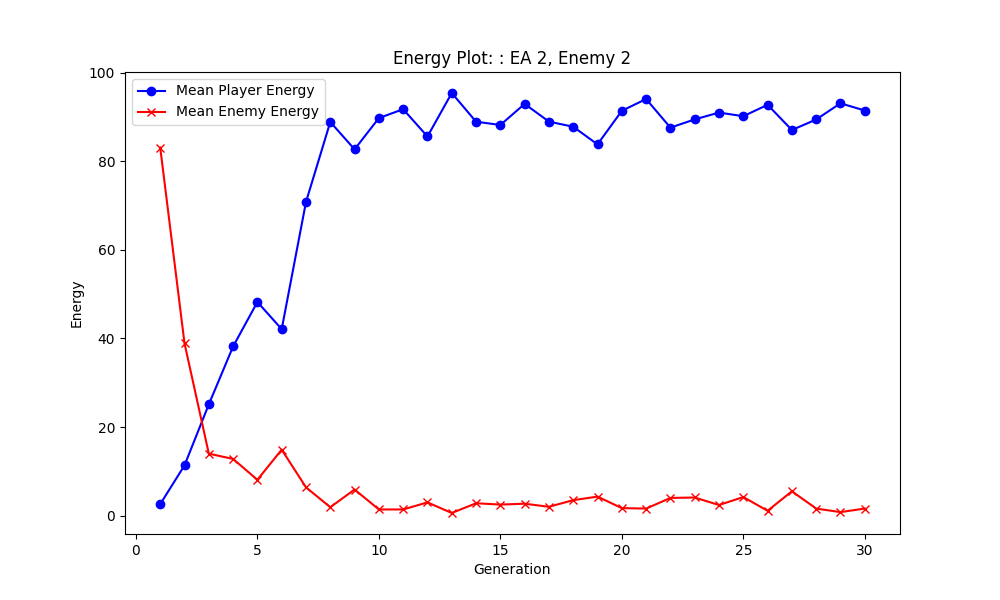 Energy Plot: : EA 2, Enemy 2
Mean Player Energy
Mean Enemy Energy
100
80
60
40
20
0
Energy
0 5 10 15 20 25 30
Generation